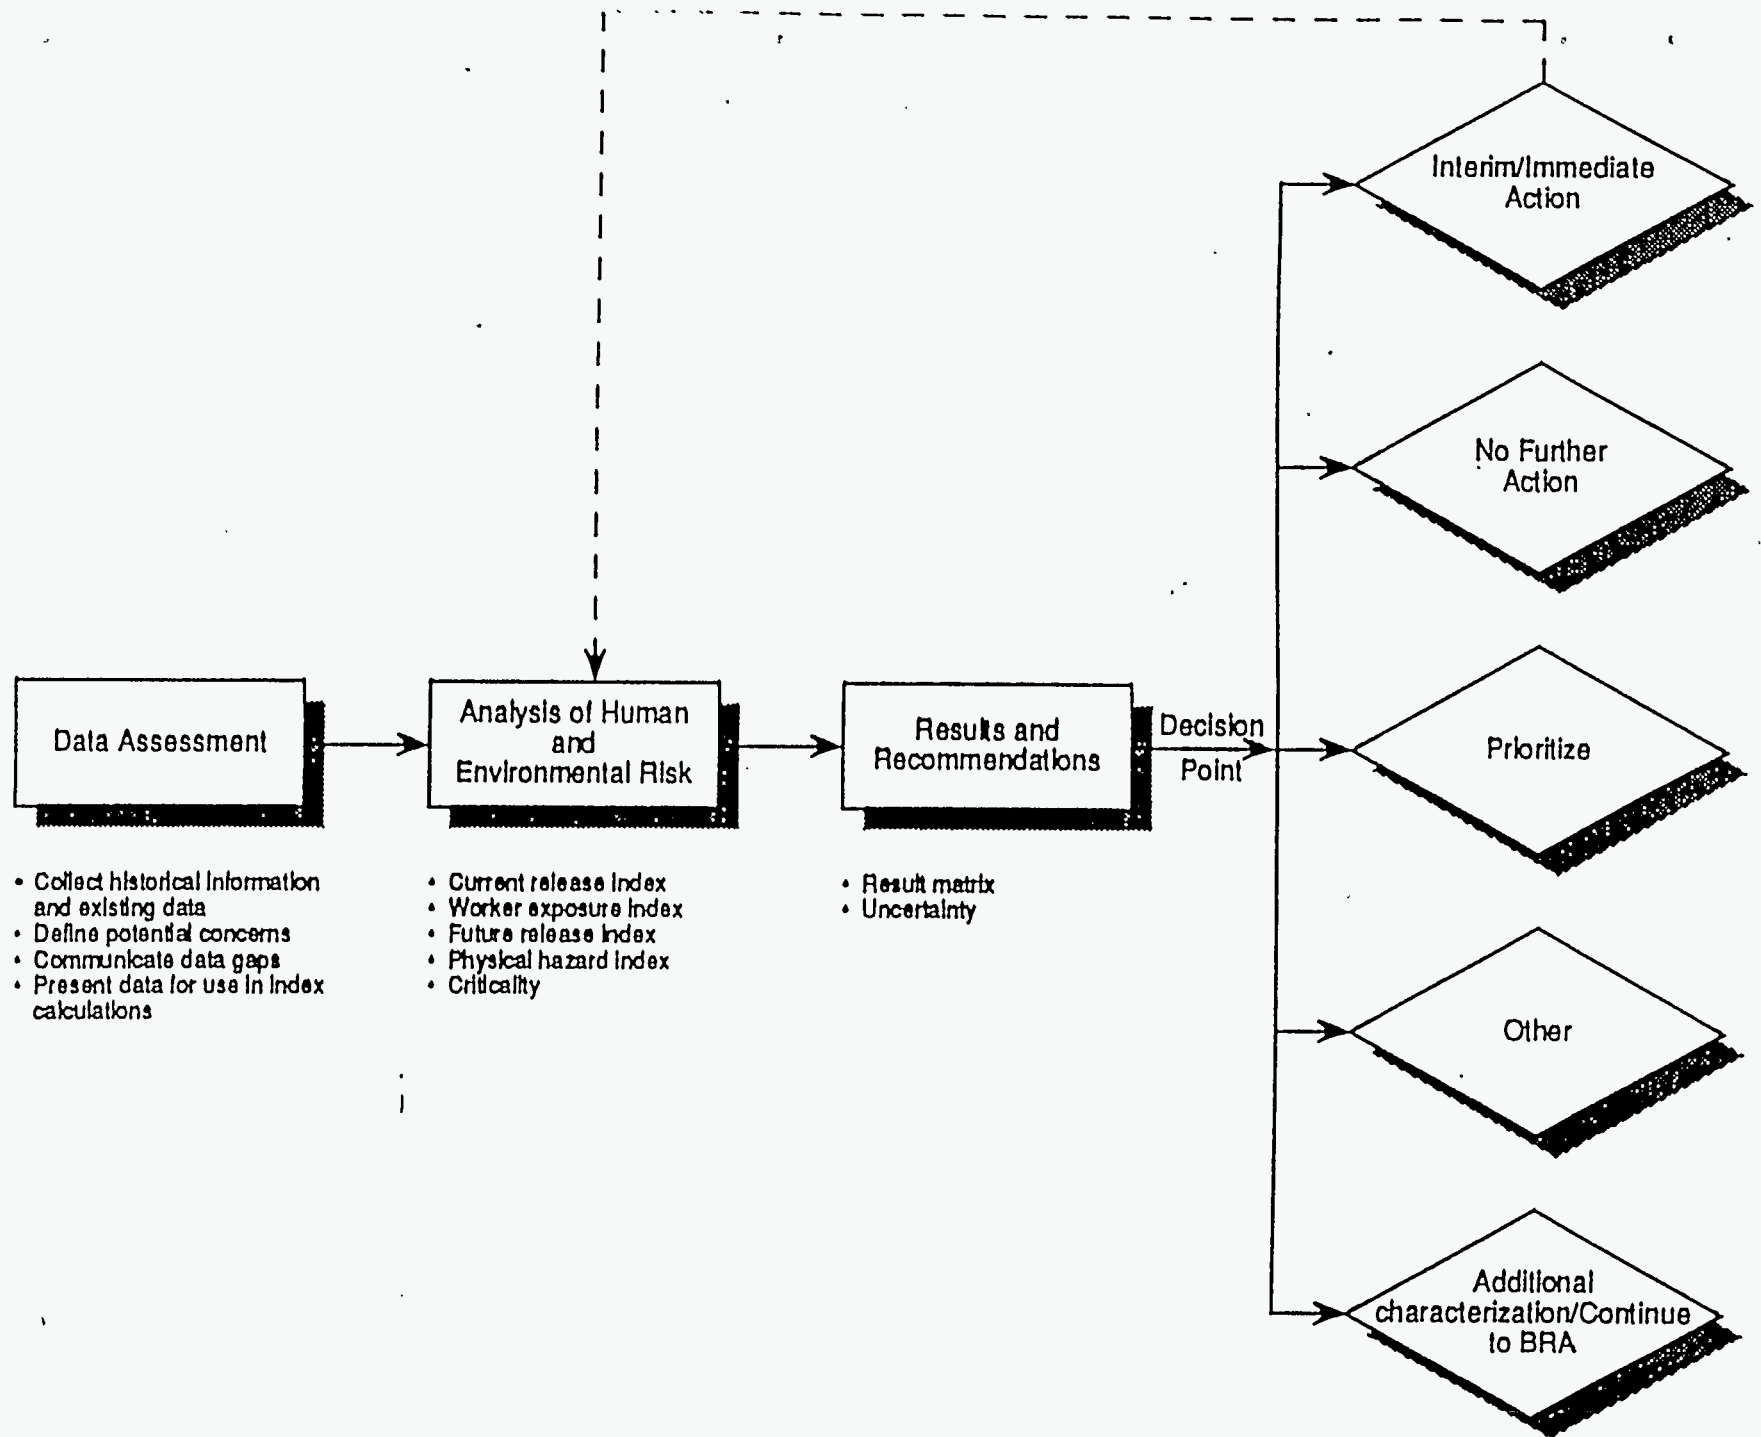 Interim/Immediate
Action
No Further
Action
Data Assessment
Analysis of Human
and
Environmental Risk
Results and
Recommendations
Decision
Point
Prioritize
• Collect historical information
and existing data
• Define potential concerns
• Communicate data gaps
• Present data for use in index
calculations
• Current release index
• Worker exposure index
• Future release index
• Physical hazard index
• Criticality
• Result matrix
• Uncertainty
Other
Additional
characterization/Continue
to BRA